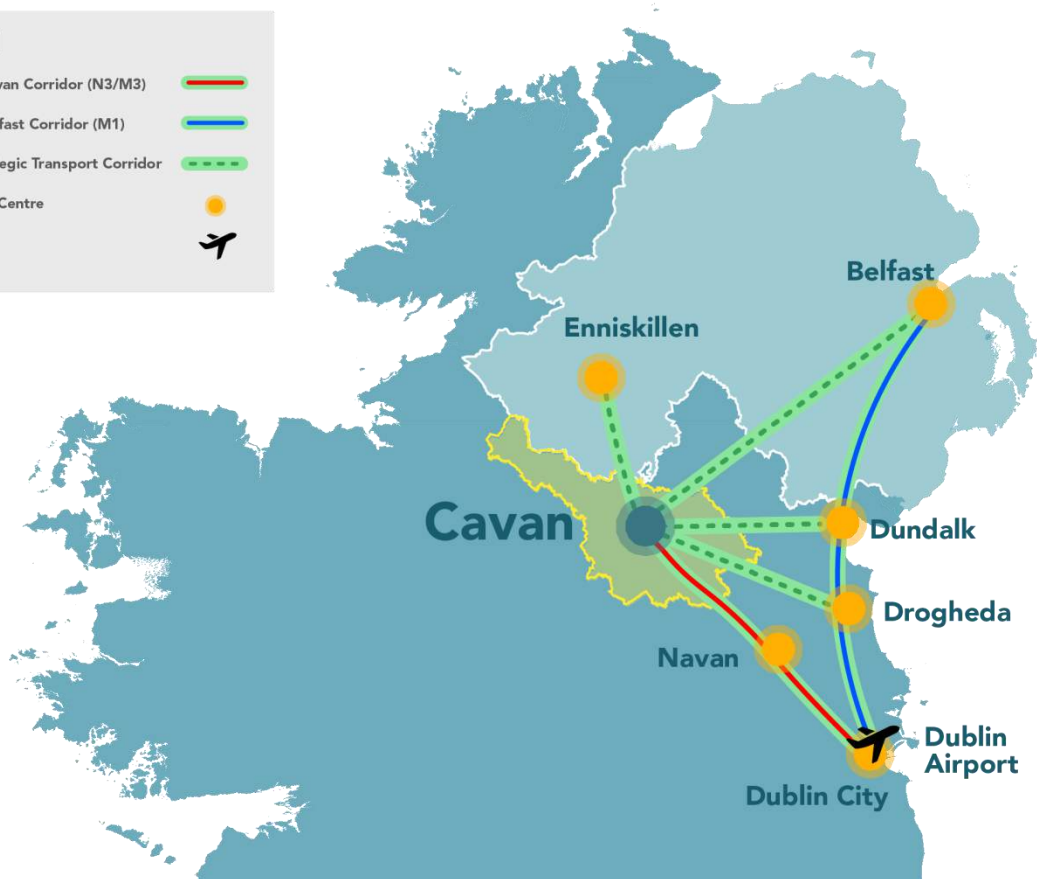 van Corridor (N3/M3)
fast Corridor (M1)
egic Transport Corridor
Centre
Belfast
Enniskillen
Cavan
Dundalk
Drogheda
Navan
Dublin
Airport
Dublin City